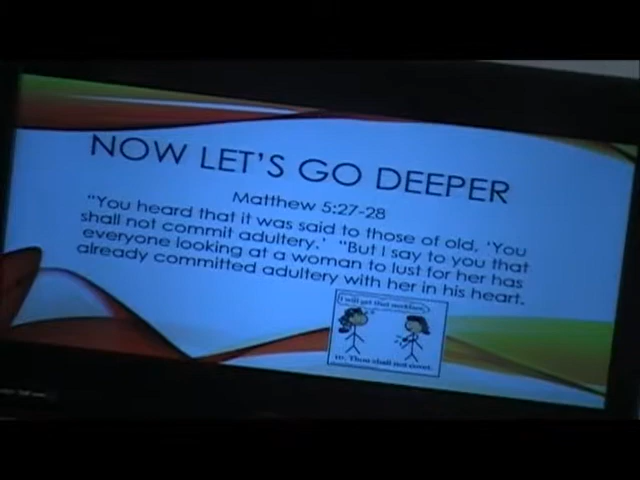 NOW LET'S GO DEEPER
Matthew 5:27-28
"You heard that it was said to those of old, 'You
shall not commit adultery.' "But I say to you that
everyone looking at a woman to lust for her has
already committed adultery with her in his heart.
I will get that necklace.
10. Thou shall not covet.